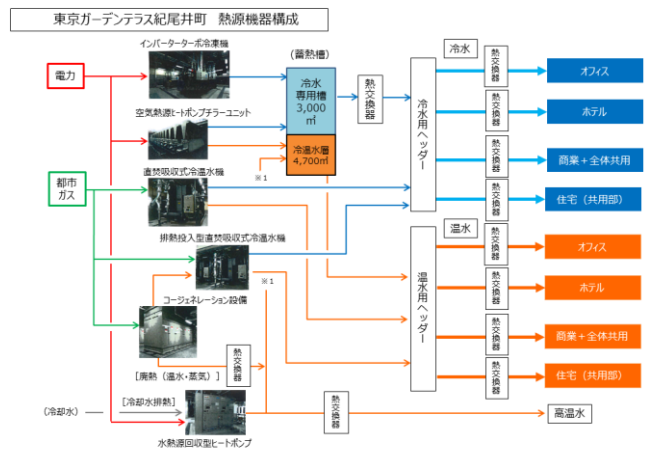 東京ガーデンテラス紀尾井町　熱源機器構成
インバーターターボ冷凍機
電力
空気熱源ヒートポンプチラーユニット
直焚吸収式冷温水機
都市
ガス
排熱投入型直焚吸収式冷温水機
コージェネレーション設備
[廃熱（温水・蒸気）]
（冷却水）
[冷却水排熱]
水熱源回収型ヒートポンプ
（蓄熱槽）
冷水
専用槽
3,000
㎥
冷温水層
4,700㎥
※１
※１
熱交換器
熱交換器
熱交換器
冷水用ヘッダー
温水用ヘッダー
冷水
熱交換器
オフィス
熱交換器
ホテル
熱交換器
商業＋全体共用
熱交換器
住宅（共用部）
温水
熱交換器
オフィス
熱交換器
ホテル
熱交換器
商業＋全体共用
熱交換器
住宅（共用部）
高温水